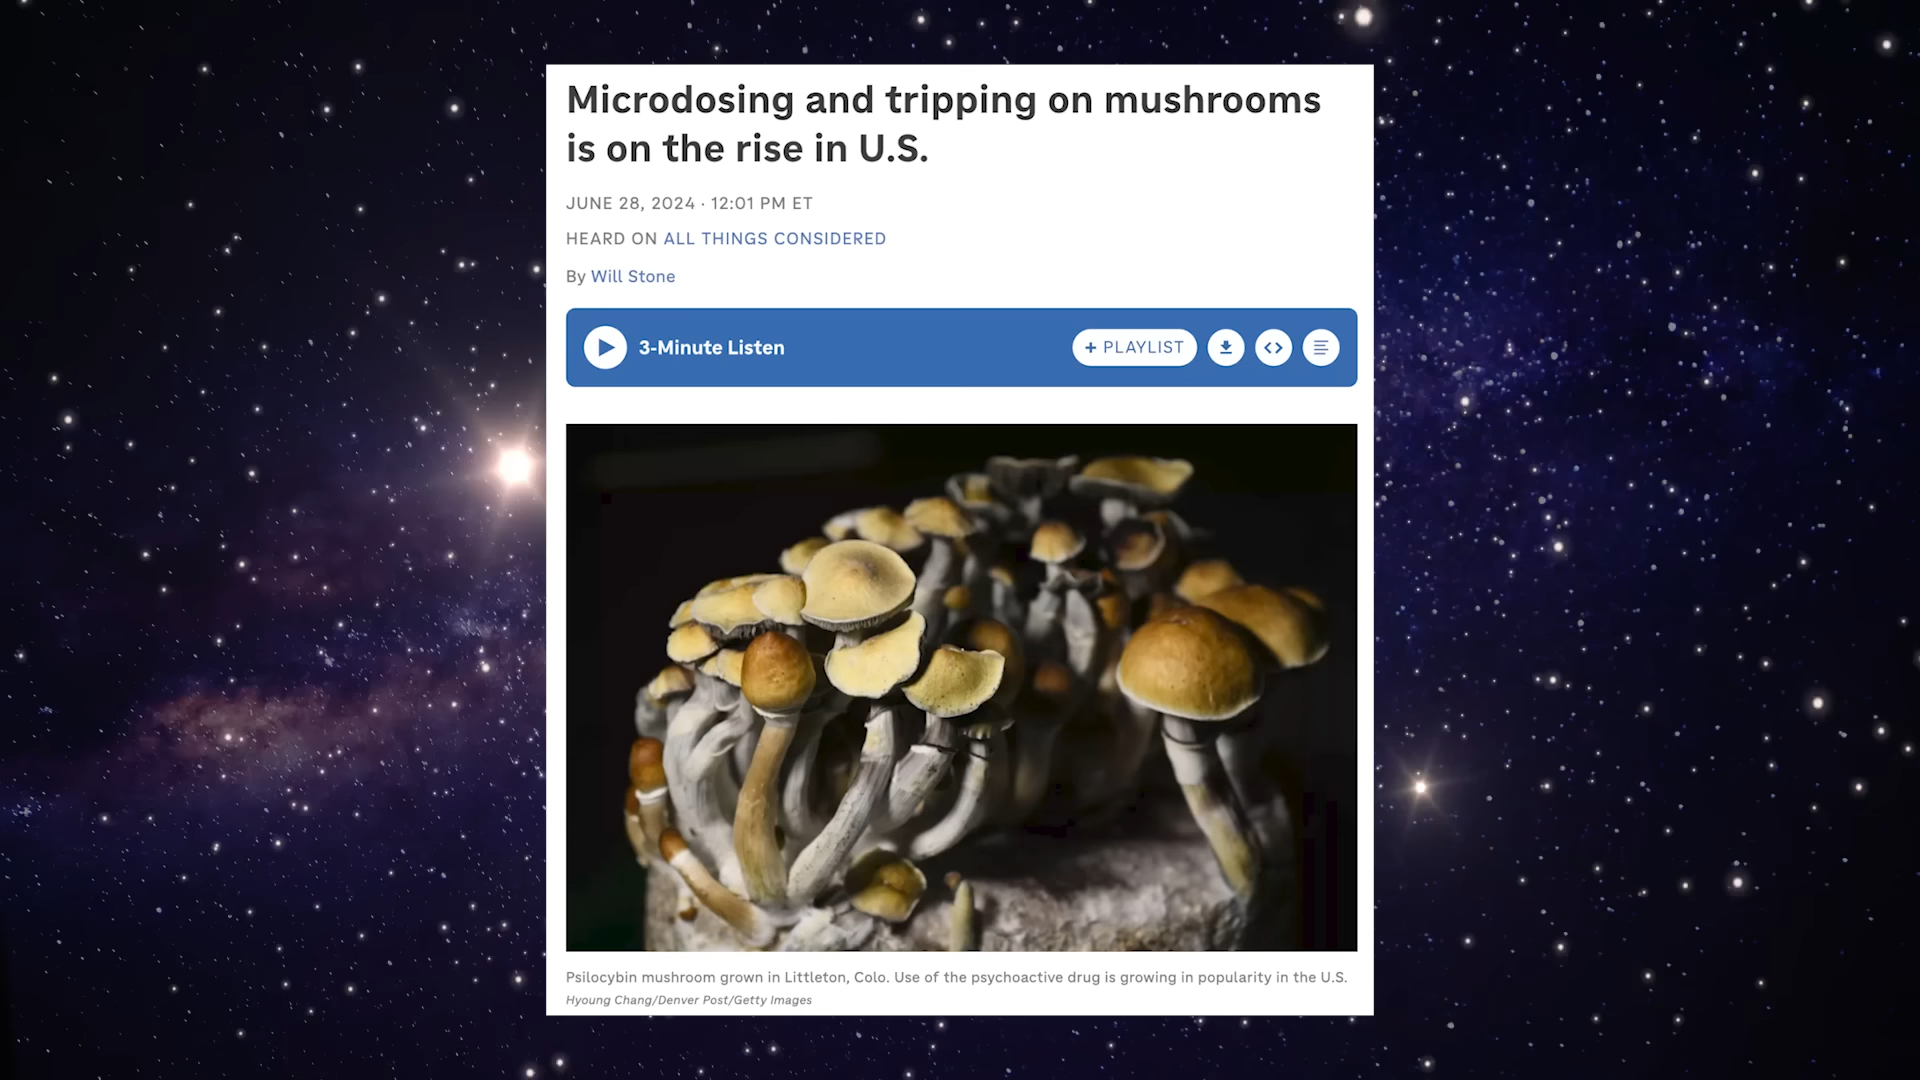 Microdosing and tripping on mushrooms
is on the rise in U.S.
JUNE 28, 2024 · 12:01 PM ET
HEARD ON ALL THINGS CONSIDERED
By Will Stone
3-Minute Listen
+ PLAYLIST
Psilocybin mushroom grown in Littleton, Colo. Use of the psychoactive drug is growing in popularity in the U.S.
Hyoung Chang/Denver Post/Getty Images